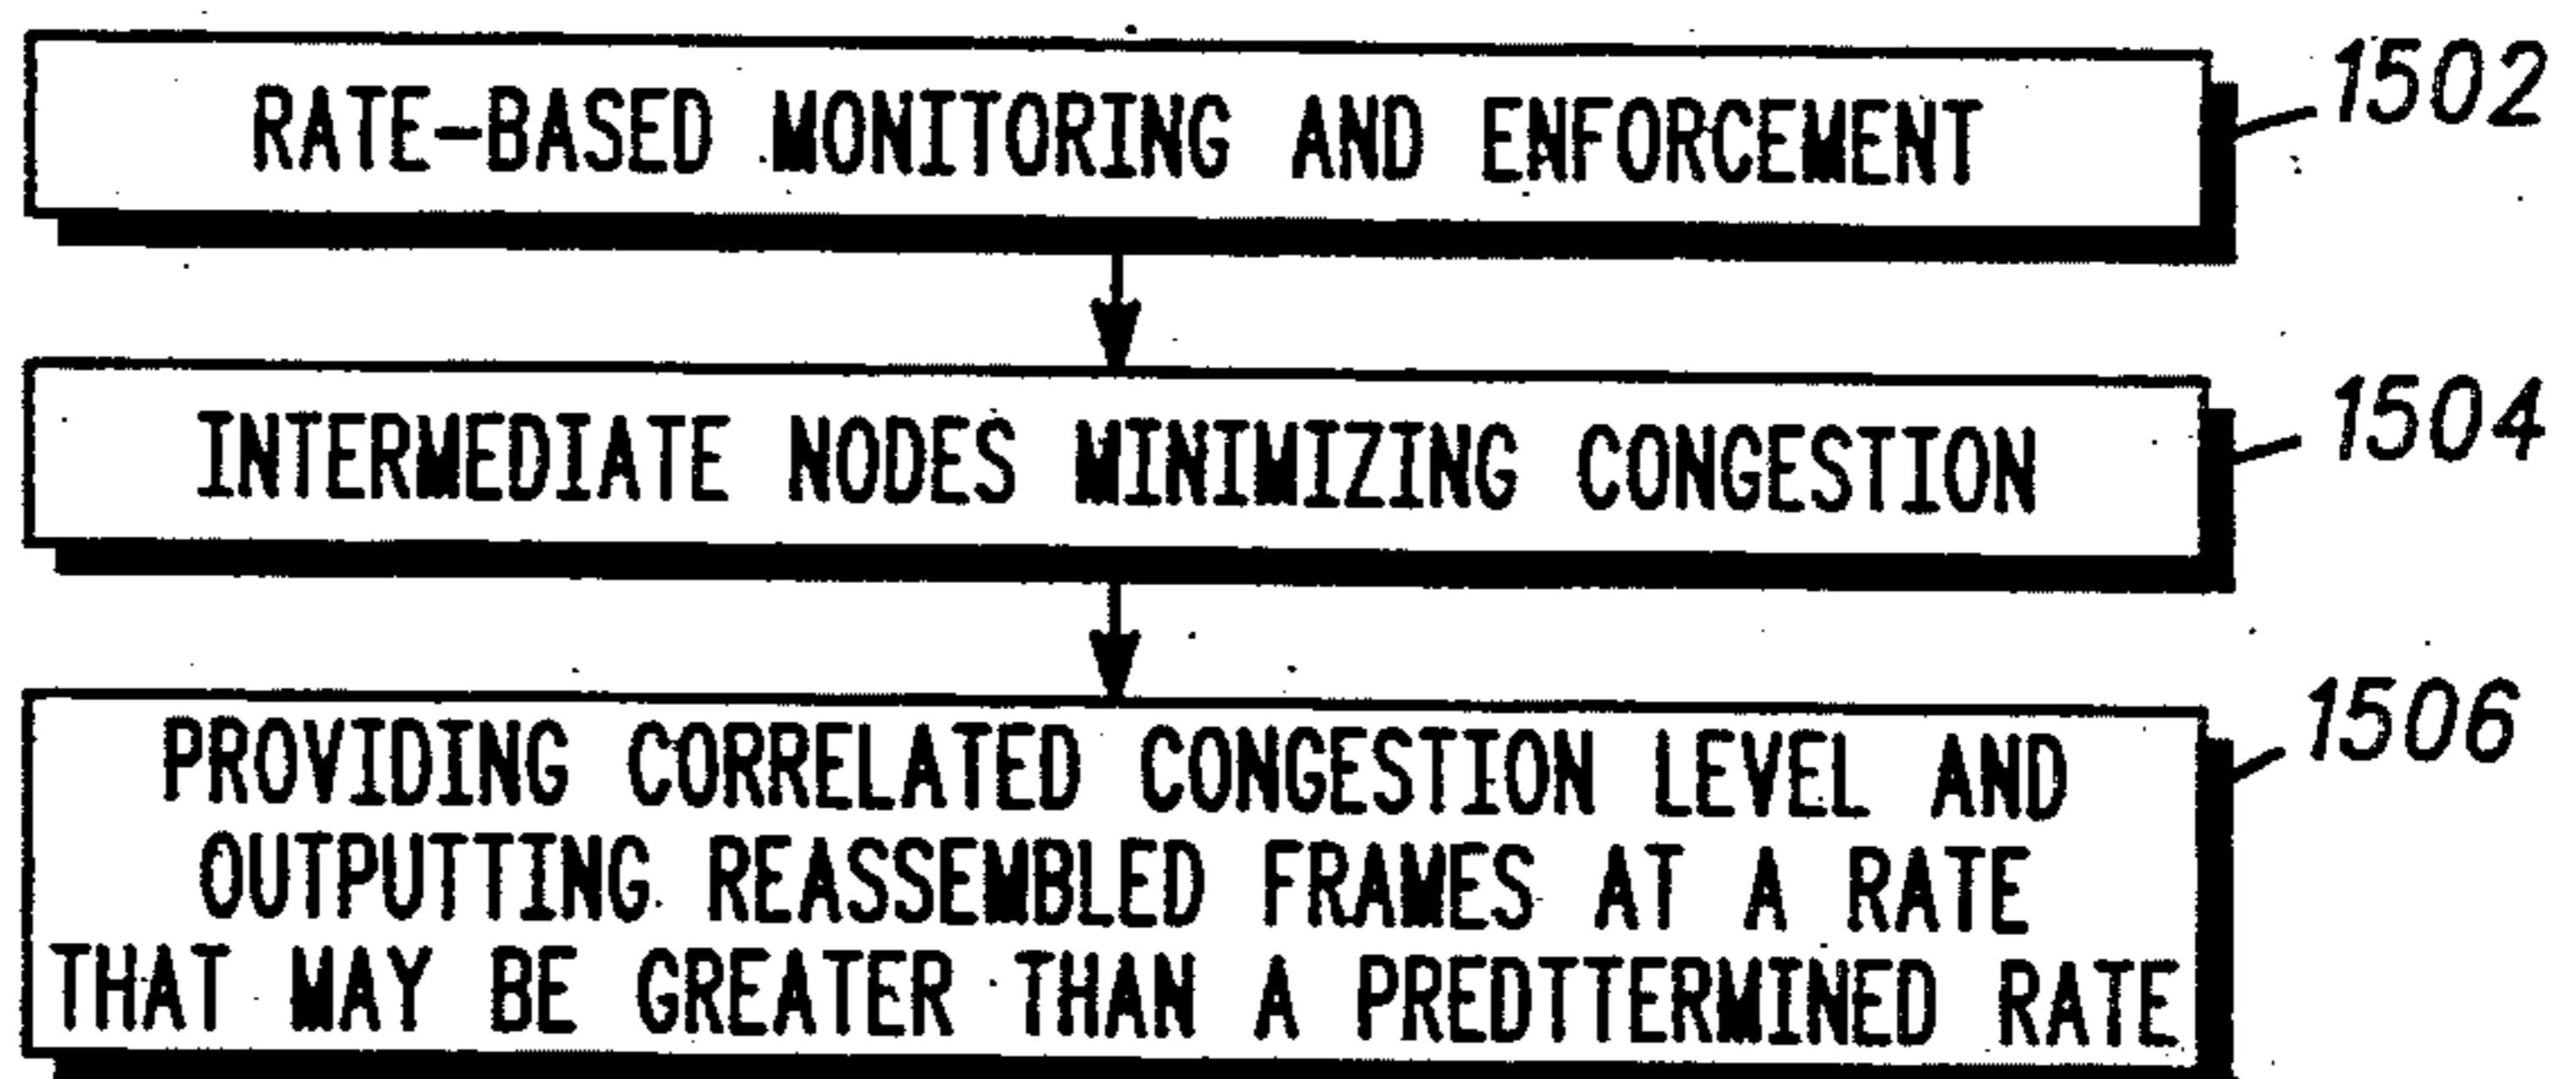 RATE-BASED MONITORING AND ENFORCEMENT
1502
INTERMEDIATE NODES MINIMIZING CONGESTION
1504
PROVIDING CORRELATED CONGESTION LEVEL AND
OUTPUTTING REASSEMBLED FRAMES AT A RATE
THAT MAY BE GREATER THAN A PREDTTERMINED RATE
1506